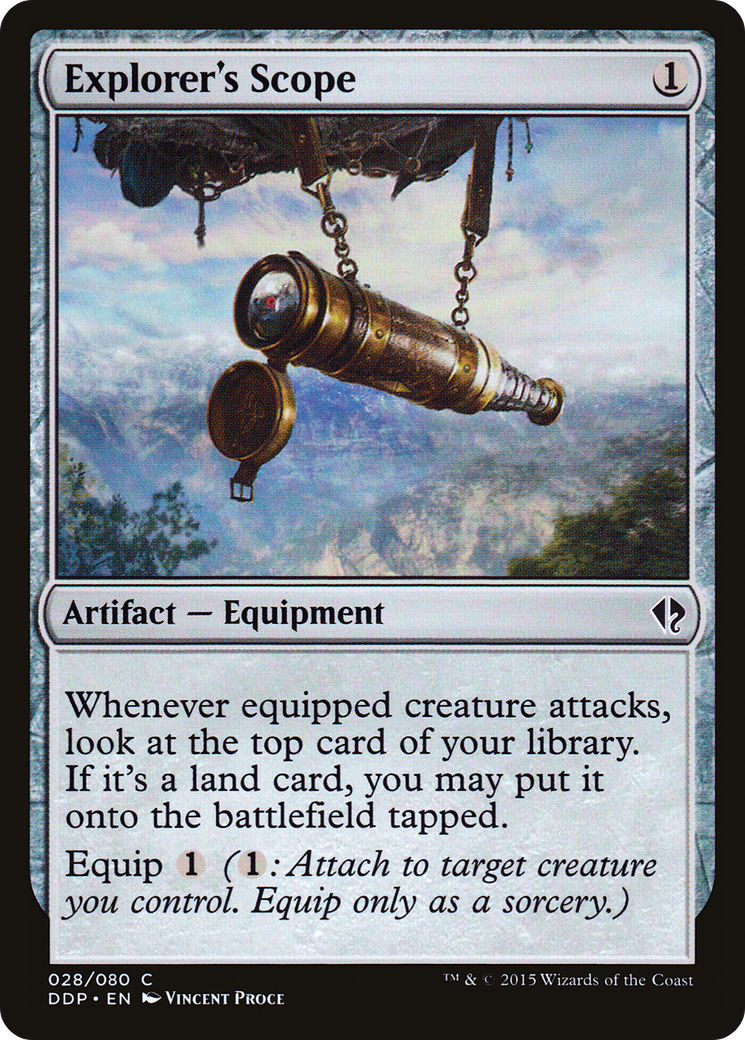 Explorer's Scope
1
Artifact — Equipment
Whenever equipped creature attacks,
look at the top card of your library.
If it's a land card, you may put it
onto the battlefield tapped.
Equip 1 (1: Attach to target creature
you control. Equip only as a sorcery.)
028/080 C
DDP • EN Vincent Proce
™ & © 2015 Wizards of the Coast